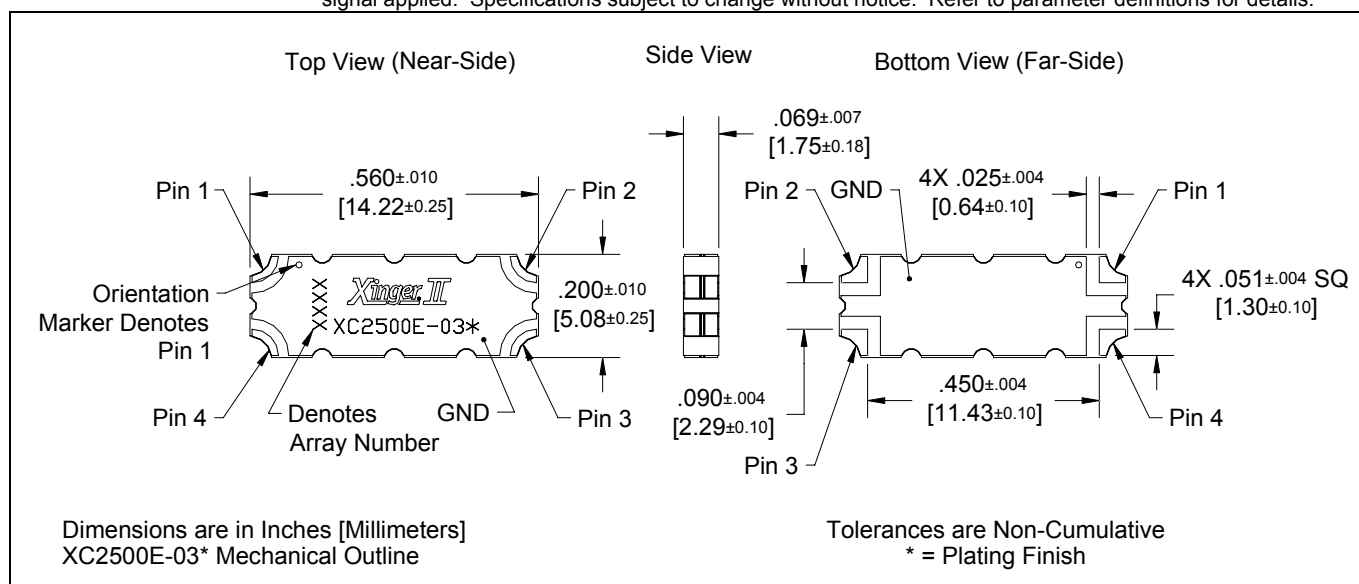 signal applied. Specifications subject to change without notice. Refer to parameter definitions for details.
Top View (Near-Side)
Side View
Bottom View (Far-Side)
.069±.007
[1.75±0.18]
Pin 1
.560±.010
[14.22±0.25]
Pin 2
Pin 2
GND
4X .025±.004
[0.64±0.10]
Pin 1
Orientation
Marker Denotes
Pin 1
XXXXX
Xinger II
XC2500E-03*
.200±.010
[5.08±0.25]
4X .051±.004 SQ
[1.30±0.10]
Pin 4
Denotes
Array Number
GND
Pin 3
.090±.004
[2.29±0.10]
Pin 3
.450±.004
[11.43±0.10]
Pin 4
Dimensions are in Inches [Millimeters]
XC2500E-03* Mechanical Outline
Tolerances are Non-Cumulative
* = Plating Finish